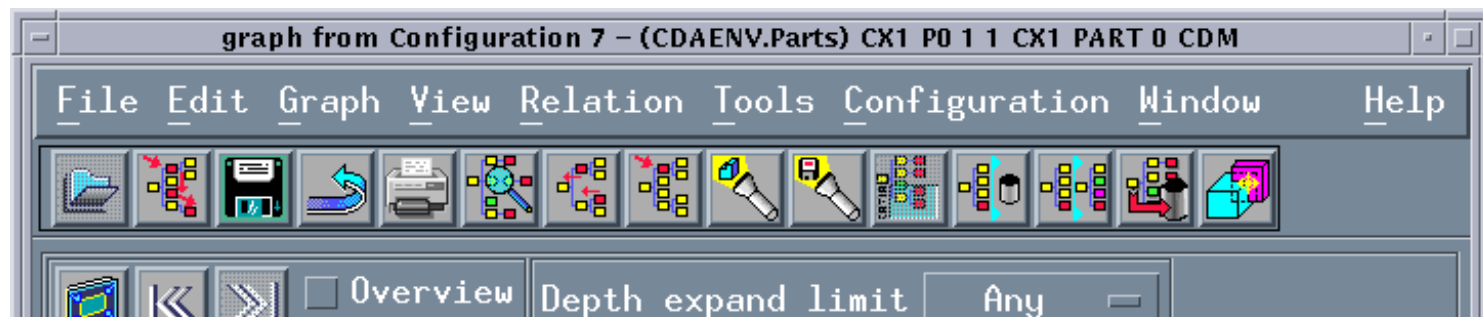 graph from Configuration 7 – (CDAENV.Parts) CX1 P0 1 1 CX1 PART 0 CDM
File Edit Graph View Relation Tools Configuration Window Help
CATIA
Overview Depth expand limit Any